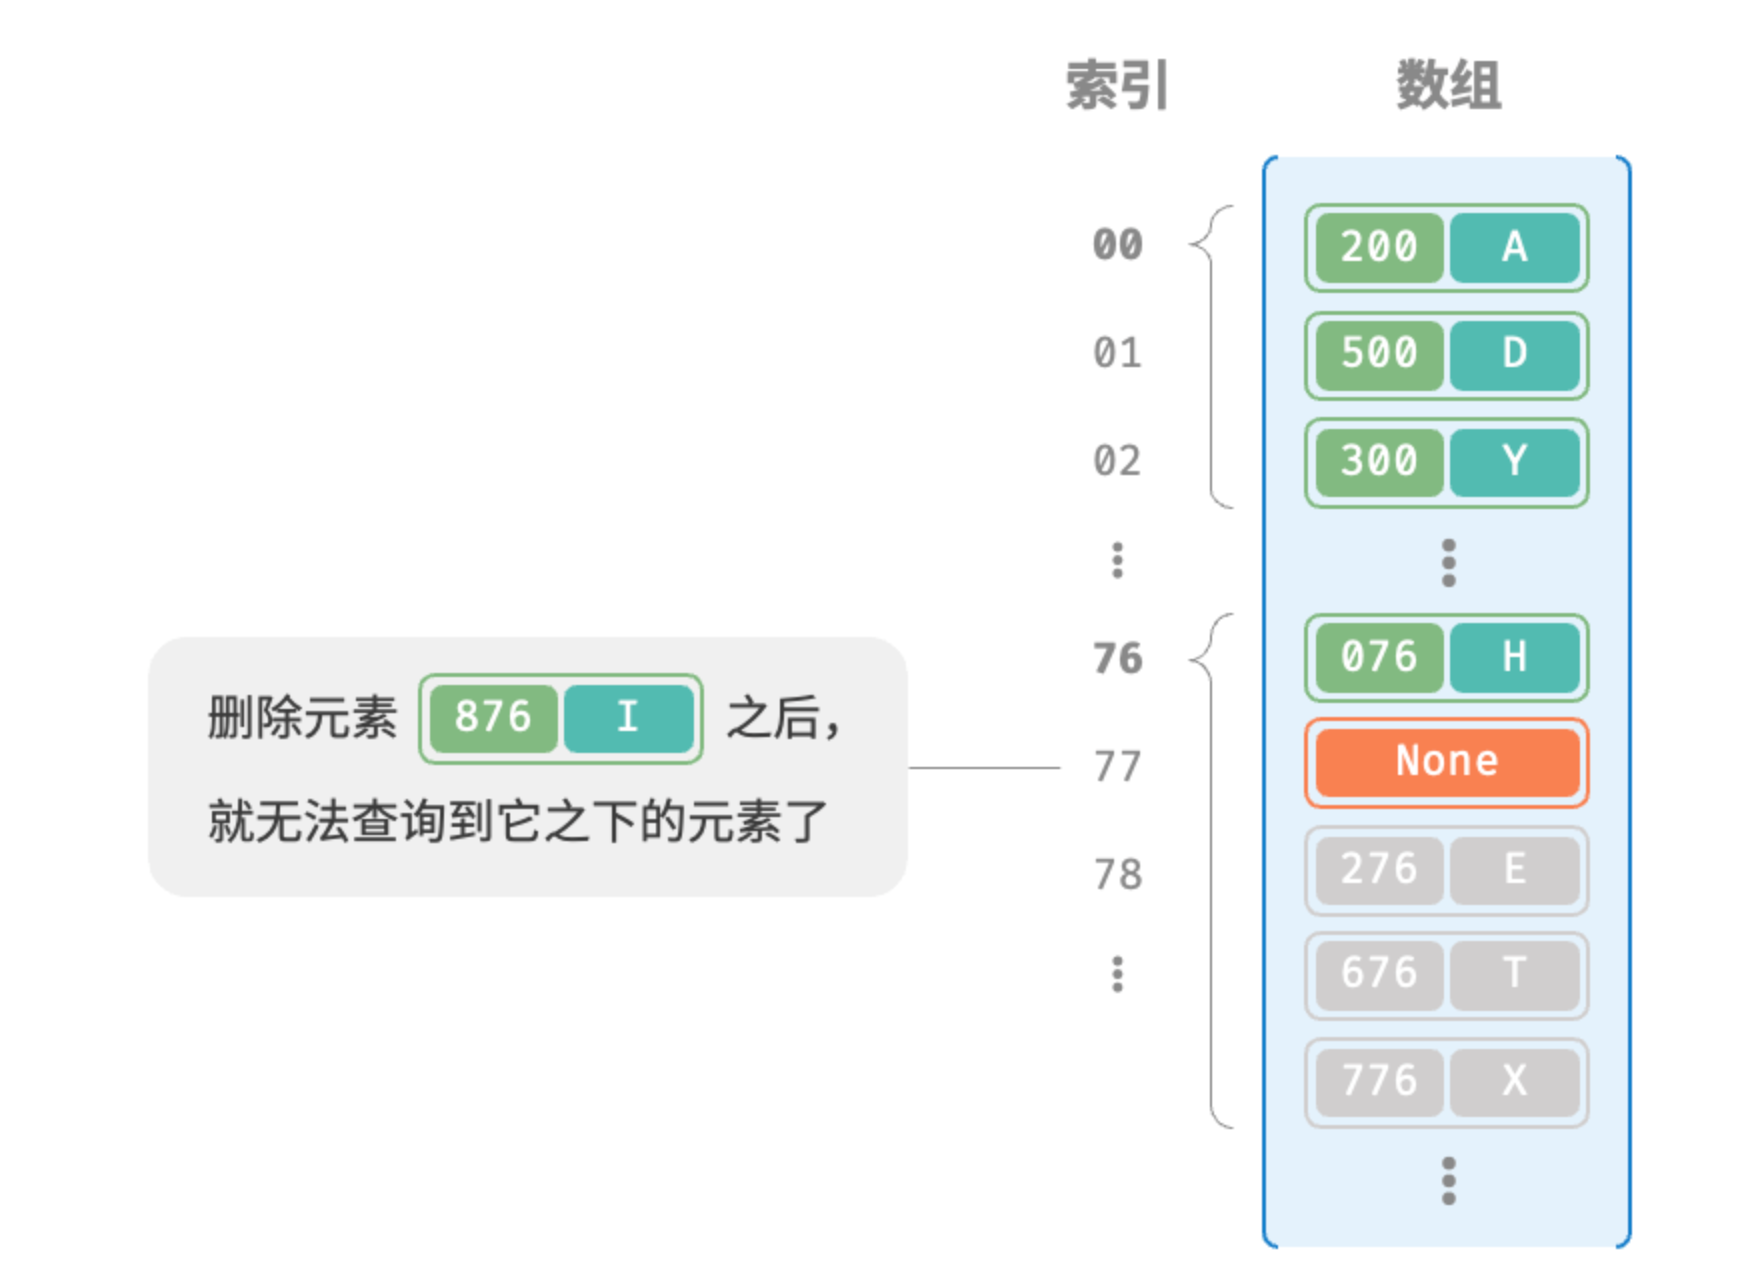 索引 数组
00 200 A
01 500 D
02 300 Y
76 076 H
删除元素 876 I 之后，
77 None
就无法查询到它之下的元素了
78 276 E
676 T
776 X